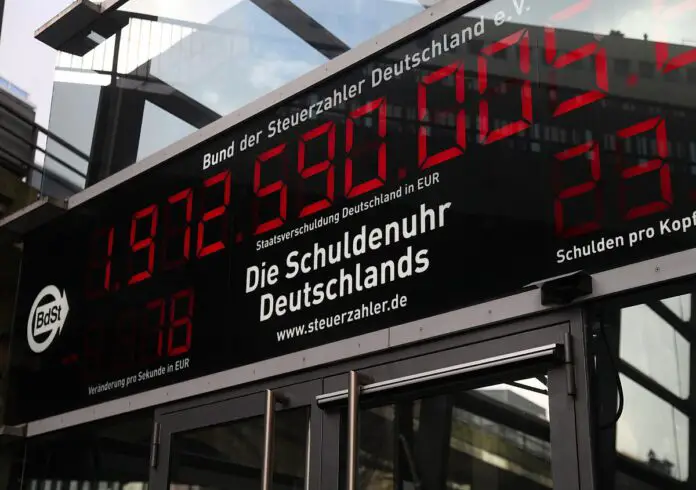 Bund der Steuerzahler Deutschland e.V.
1.972.590.005
Staatsverschuldung Deutschland in EUR
Die Schuldenuhr
Deutschlands
www.steuerzahler.de
BdSt
-78
Veränderung pro Sekunde in EUR
23
Schulden pro Kopf